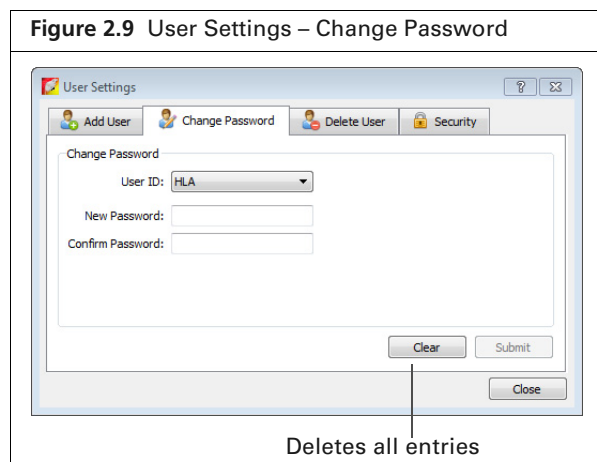 Figure 2.9 User Settings – Change Password
User Settings
Add User Change Password Delete User Security
Change Password
User ID: HLA
New Password:
Confirm Password:
Clear Submit
Close
Deletes all entries